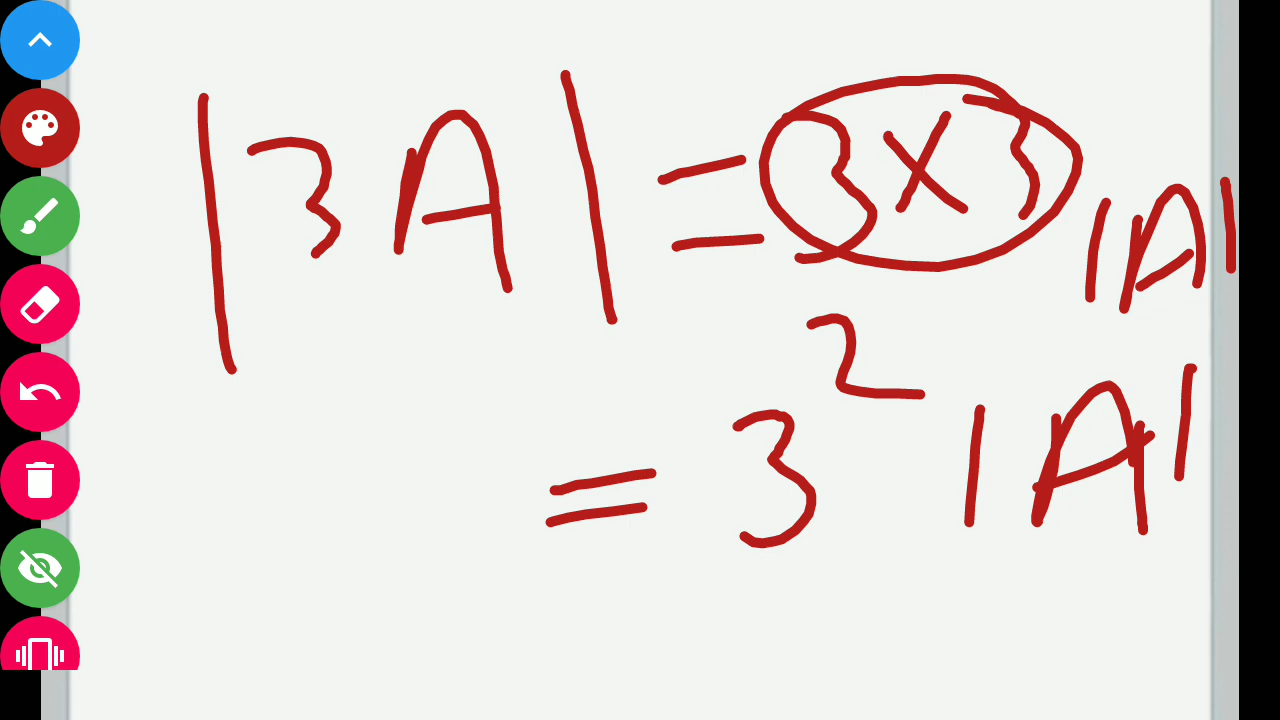 |3A| = 3×3 |A|
= 3² |A|